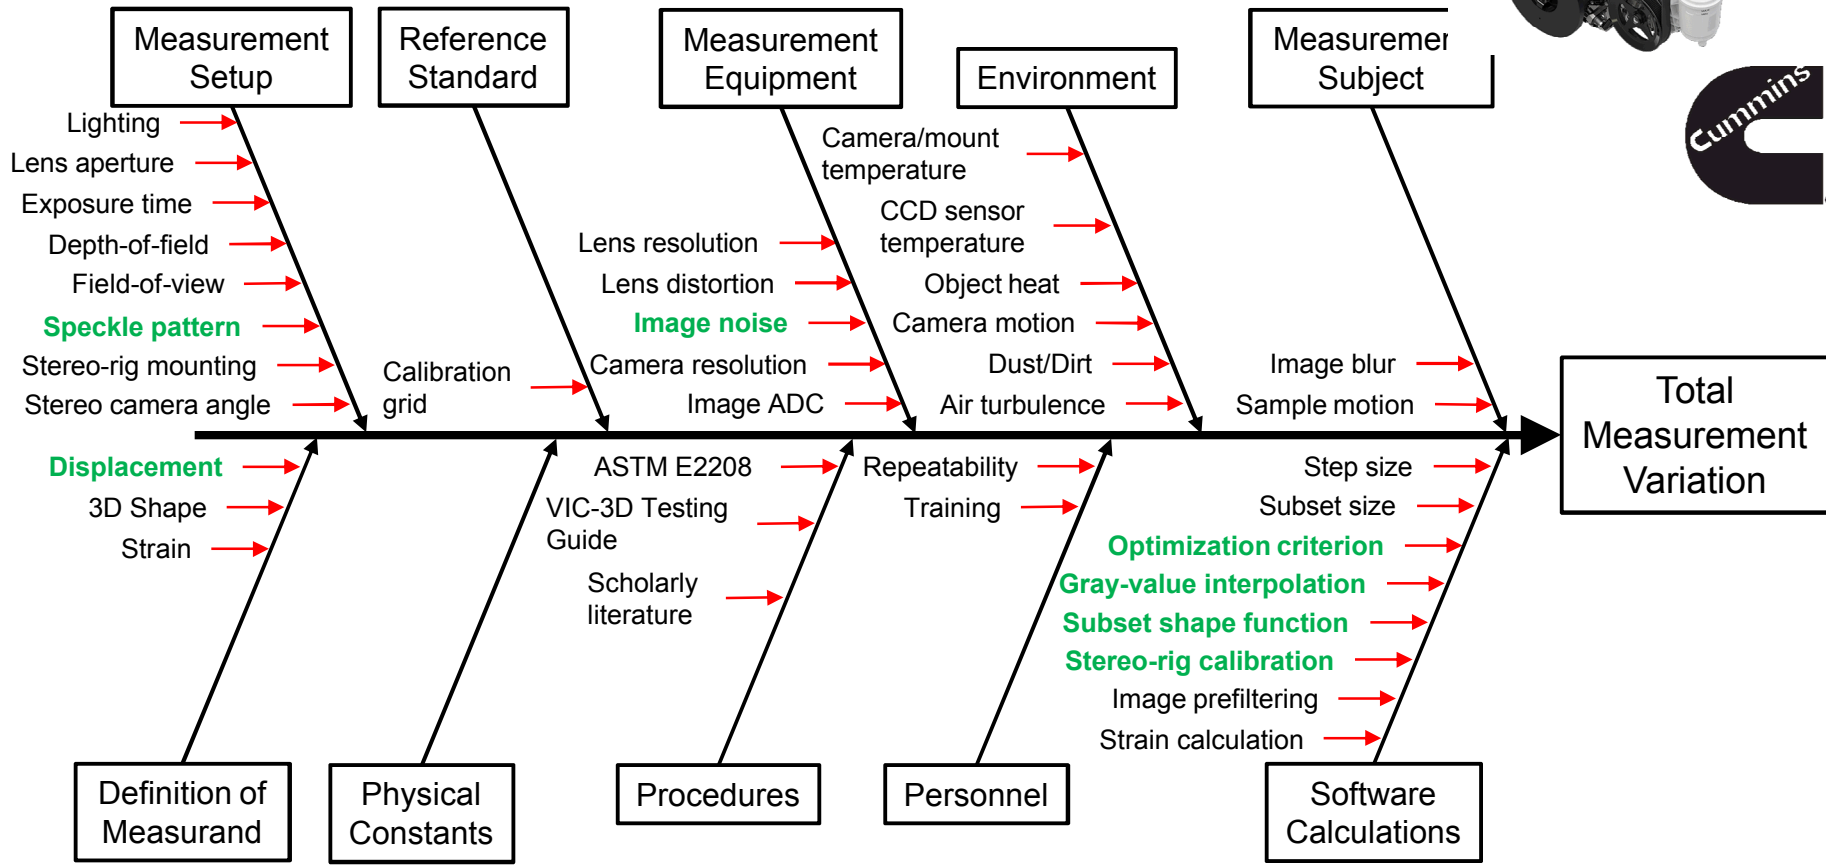 Measurement
Setup
Reference
Standard
Measurement
Equipment
Environment
Subject
Cummins
Lighting
Lens aperture
Exposure time
Depth-of-field
Field-of-view
Speckle pattern
Stereo-rig mounting
Stereo camera angle
Calibration
grid
Lens resolution
Lens distortion
Image noise
Camera resolution
Image ADC
Camera/mount
temperature
CCD sensor
temperature
Object heat
Camera motion
Dust/Dirt
Air turbulence
Image blur
Sample motion
Total
Measurement
Variation
Displacement
3D Shape
Strain
ASTM E2208
VIC-3D Testing
Guide
Scholarly
literature
Repeatability
Training
Step size
Subset size
Optimization criterion
Gray-value interpolation
Subset shape function
Stereo-rig calibration
Image prefiltering
Strain calculation
Definition of
Measurand
Physical
Constants
Procedures
Personnel
Software
Calculations